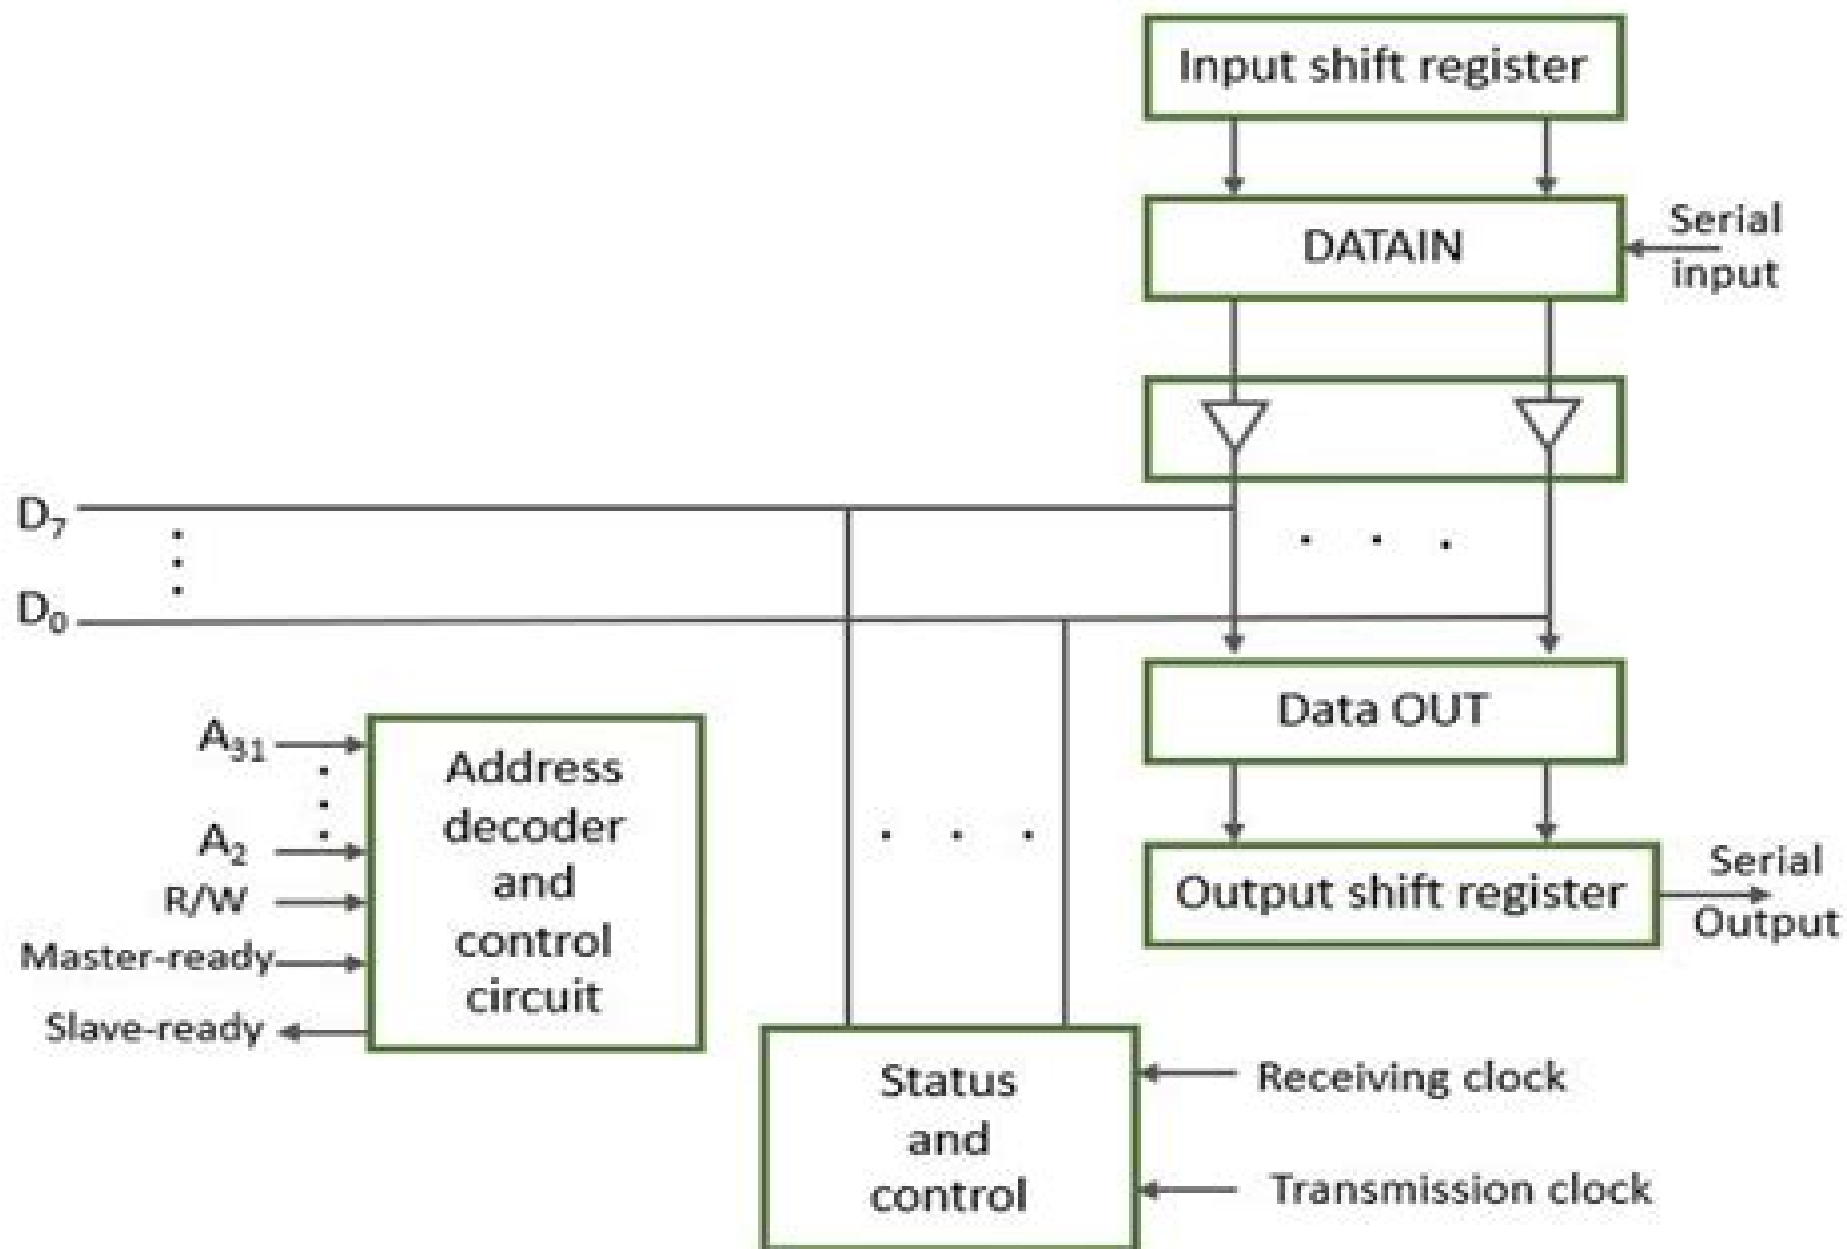 Input shift register
DATAIN
Serial
input
D₇
D₀
Data OUT
A₃₁
A₂
R/W
Master-ready
Slave-ready
Address
decoder
and
control
circuit
Output shift register
Serial
Output
Status
and
control
Receiving clock
Transmission clock